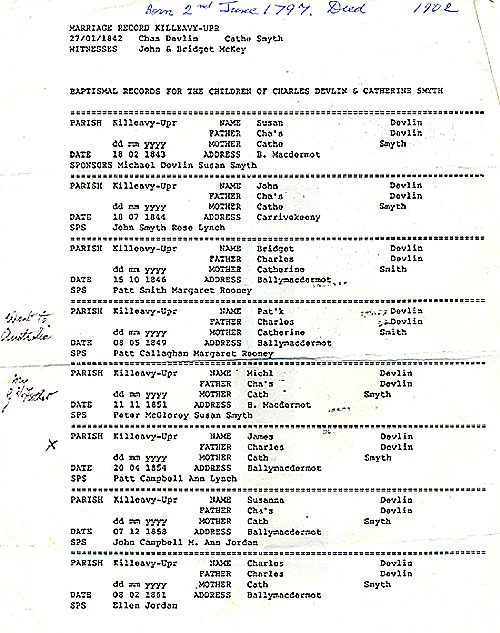 Born 2nd June 1797. Died 1902
MARRIAGE RECORD KILLEAVY-UPR
27/01/1842 Chas Devlin Cathe Smyth
WITNESSES John & Bridget McKey
BAPTISMAL RECORDS FOR THE CHILDREN OF CHARLES DEVLIN & CATHERINE SMYTH
PARISH Killeavy-Upr NAME Susan Devlin
FATHER Cha's Devlin
dd mm yyyy MOTHER Cathe Smyth
DATE 18 02 1843 ADDRESS B. Macdermot
SPONSORS Michael Devlin Susan Smyth
PARISH Killeavy-Upr NAME John Devlin
FATHER Cha's Devlin
dd mm yyyy MOTHER Cathe Smyth
DATE 18 07 1844 ADDRESS Carrivekeeny
SPS John Smyth Rose Lynch
PARISH Killeavy-Upr NAME Bridget Devlin
FATHER Charles Devlin
dd mm yyyy MOTHER Catherine Smith
DATE 15 10 1846 ADDRESS Ballymacdermot
SPS Patt Smith Margaret Rooney
PARISH Killeavy-Upr NAME Pat'k Devlin
went to FATHER Charles Devlin
Australia dd mm yyyy MOTHER Catherine Smith
DATE 08 05 1849 ADDRESS Ballymacdermot
SPS Patt Callaghan Margaret Rooney
PARISH Killeavy-Upr NAME Michl Devlin
my FATHER Cha's Devlin
dd mm yyyy MOTHER Cath Smyth
DATE 11 11 1851 ADDRESS B. Macdermot
SPS Peter McGlorey Susan Smyth
PARISH Killeavy-Upr NAME James Devlin
X FATHER Charles Devlin
dd mm yyyy MOTHER Cath Smyth
DATE 20 04 1854 ADDRESS Ballymacdermot
SPS Patt Campbell Ann Lynch
PARISH Killeavy-Upr NAME Susanna Devlin
FATHER Cha's Devlin
dd mm yyyy MOTHER Cath Smyth
DATE 07 12 1858 ADDRESS Ballymacdermot
SPS John Campbell M. Ann Jordan
PARISH Killeavy-Upr NAME Charles Devlin
FATHER Charles Devlin
dd mm yyyy MOTHER Cath Smyth
DATE 08 02 1861 ADDRESS Ballymacdermot
SPS Ellen Jordan